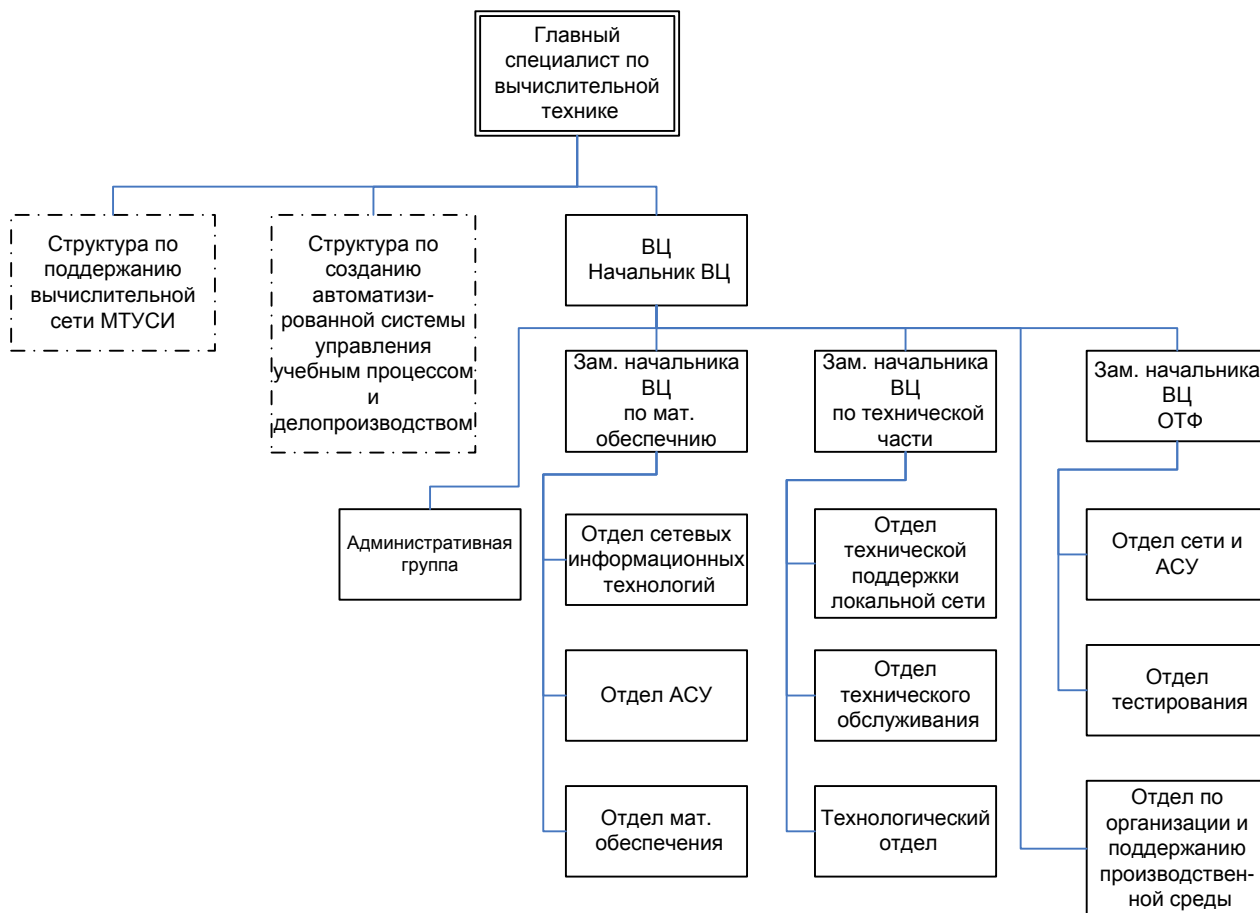 Главный
специалист по
вычислительной
технике
Структура по
поддержанию
вычислительной
сети МТУСИ
Структура по
созданию
автоматизи-
рованной системы
управления
учебным процессом
и
делопроизводством
ВЦ
Начальник ВЦ
Зам. начальника
ВЦ
по мат.
обеспечнию
Зам. начальника
ВЦ
по технической
части
Зам. начальника
ВЦ
ОТФ
Административная
группа
Отдел сетевых
информационных
технологий
Отдел
технической
поддержки
локальной сети
Отдел сети и
АСУ
Отдел АСУ
Отдел
технического
обслуживания
Отдел
тестирования
Отдел мат.
обеспечения
Технологический
отдел
Отдел по
организации и
поддержанию
производствен-
ной среды